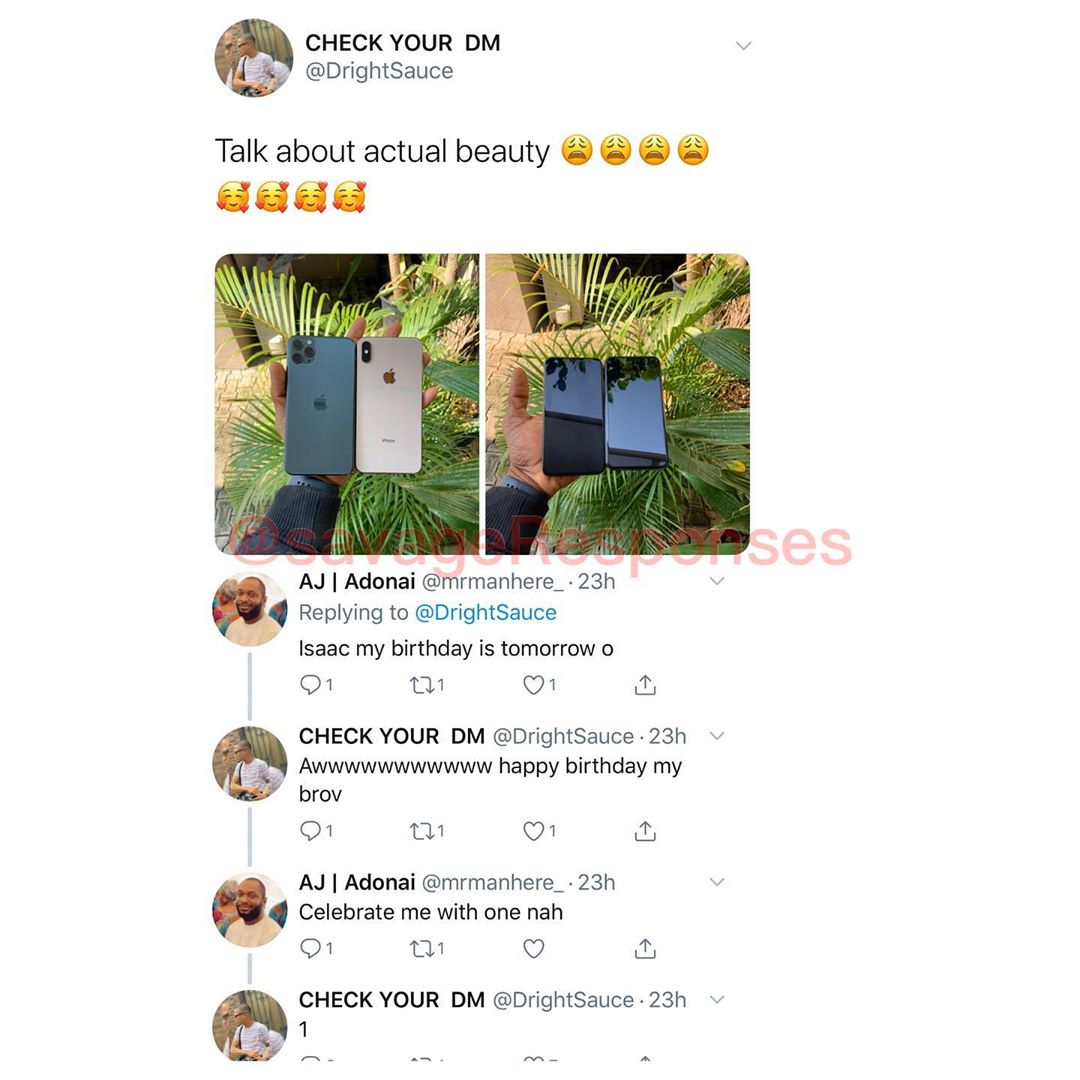 CHECK YOUR DM
@DrightSauce
Talk about actual beauty 😩😩😩😩
🥰🥰🥰🥰
iPhone
@savageResponses
AJ | Adonai @mrmanhere_ · 23h
Replying to @DrightSauce
Isaac my birthday is tomorrow o
1 1 1
CHECK YOUR DM @DrightSauce · 23h
Awwwwwwwwwww happy birthday my
brov
1 1 1
AJ | Adonai @mrmanhere_ · 23h
Celebrate me with one nah
1 1
CHECK YOUR DM @DrightSauce · 23h
1